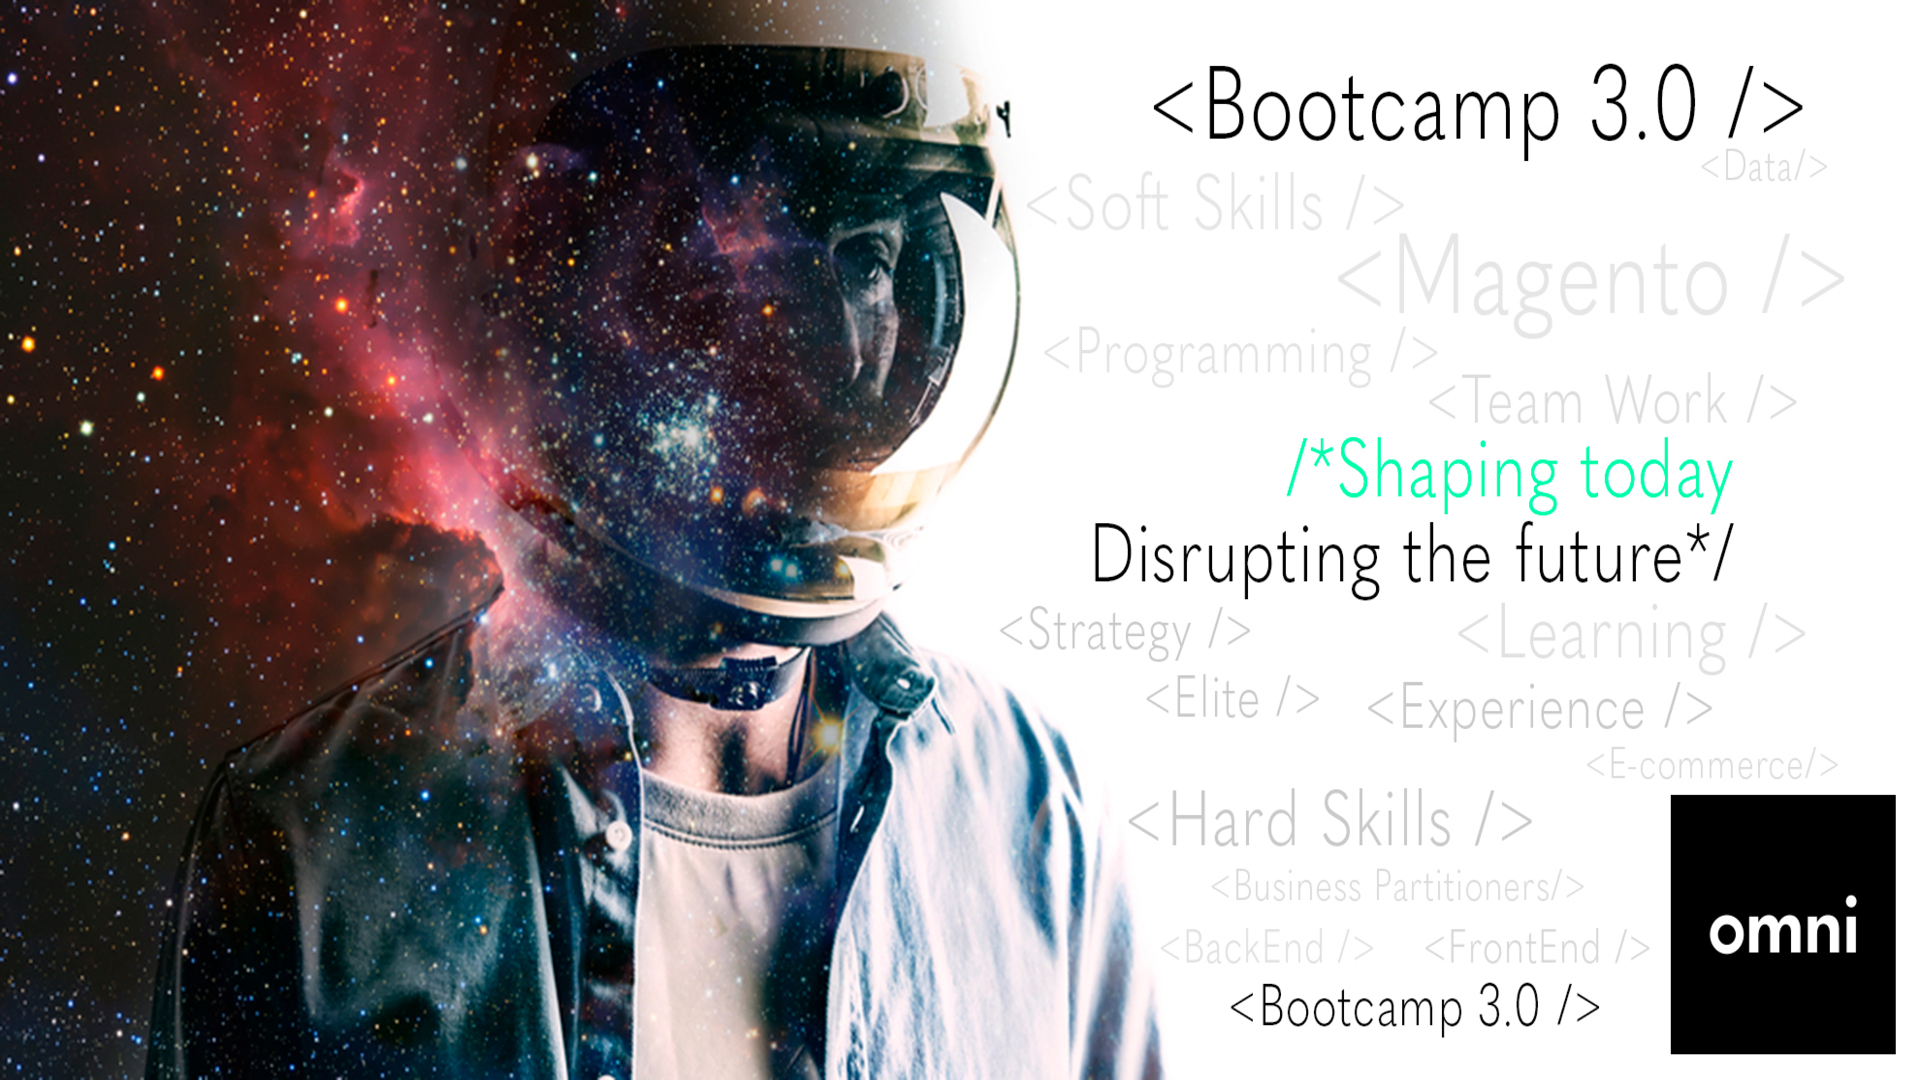 <Bootcamp 3.0 />
<Data/>
<Soft Skills />
<Magento />
<Programming />
<Team Work />
/*Shaping today
Disrupting the future*/
<Strategy />
<Learning />
<Elite />
<Experience />
<E-commerce/>
<Hard Skills />
<Business Partitioners/>
<BackEnd />
<FrontEnd />
omni
<Bootcamp 3.0 />